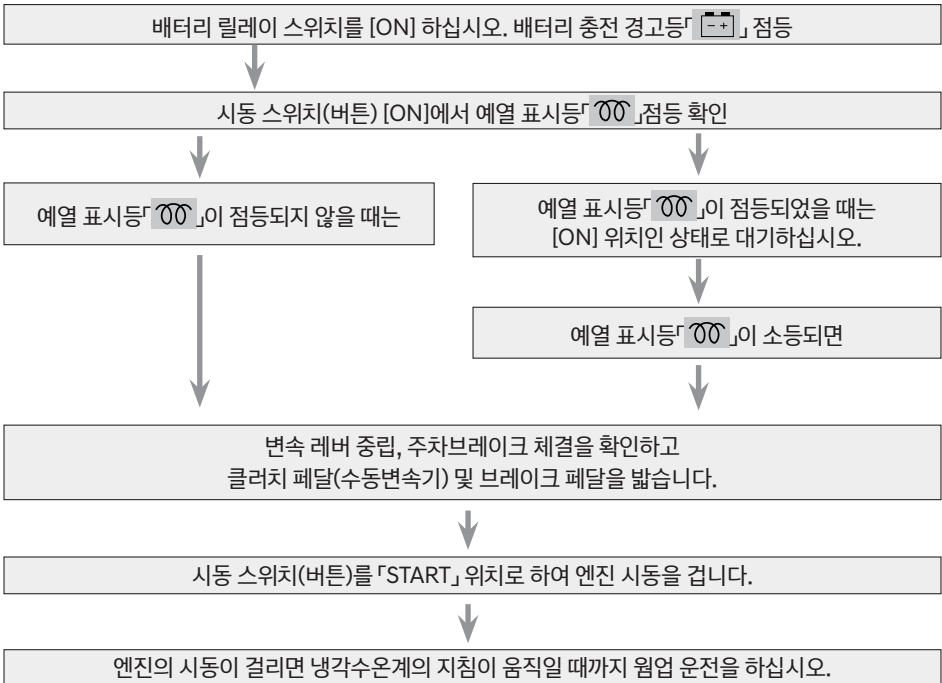 배터리 릴레이 스위치를 [ON] 하십시오. 배터리 충전 경고등「」점등
시동 스위치(버튼) [ON]에서 예열 표시등「」점등 확인
예열 표시등「」이 점등되지 않을 때는
예열 표시등「」이 점등되었을 때는
[ON] 위치인 상태로 대기하십시오.
예열 표시등「」이 소등되면
변속 레버 중립, 주차브레이크 체결을 확인하고
클러치 페달(수동변속기) 및 브레이크 페달을 밟습니다.
시동 스위치(버튼)를 「START」 위치로 하여 엔진 시동을 겁니다.
엔진의 시동이 걸리면 냉각수온계의 지침이 움직일 때까지 웜업 운전을 하십시오.